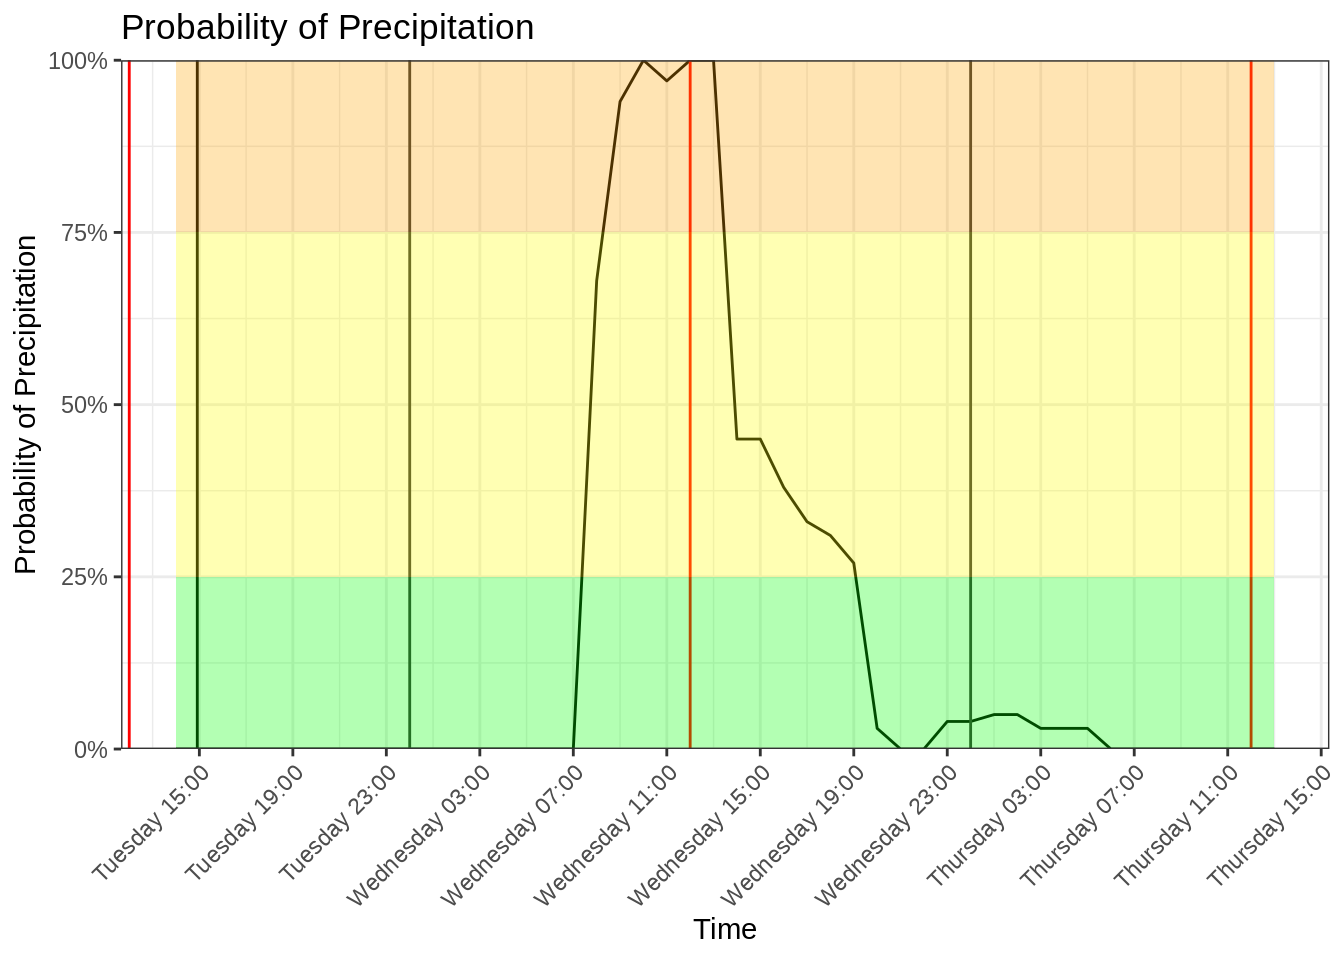 Probability of Precipitation
Probability of Precipitation
100%
75%
50%
25%
0%
Tuesday 15:00
Tuesday 19:00
Tuesday 23:00
Wednesday 03:00
Wednesday 07:00
Wednesday 11:00
Wednesday 15:00
Wednesday 19:00
Wednesday 23:00
Thursday 03:00
Thursday 07:00
Thursday 11:00
Thursday 15:00
Time